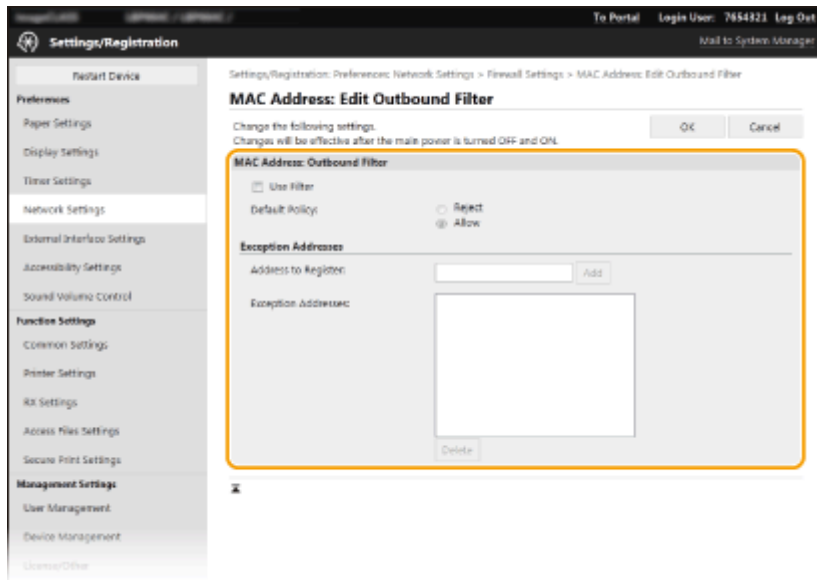 To Portal Login User: 7654321 Log Out
Settings/Registration
Mail to System Manager
Restart Device
Preferences
Paper Settings
Display Settings
Timer Settings
Network Settings
External Interface Settings
Accessibility Settings
Sound Volume Control
Function Settings
Common Settings
Printer Settings
RX Settings
Access Files Settings
Secure Print Settings
Management Settings
User Management
Device Management
License/Other
Settings/Registration: Preferences: Network Settings > Firewall Settings > MAC Address: Edit Outbound Filter
MAC Address: Edit Outbound Filter
Change the following settings.
Changes will be effective after the main power is turned OFF and ON.
OK Cancel
MAC Address: Outbound Filter
Use Filter
Default Policy: Reject
Allow
Exception Addresses
Address to Register: Add
Exception Addresses:
Delete